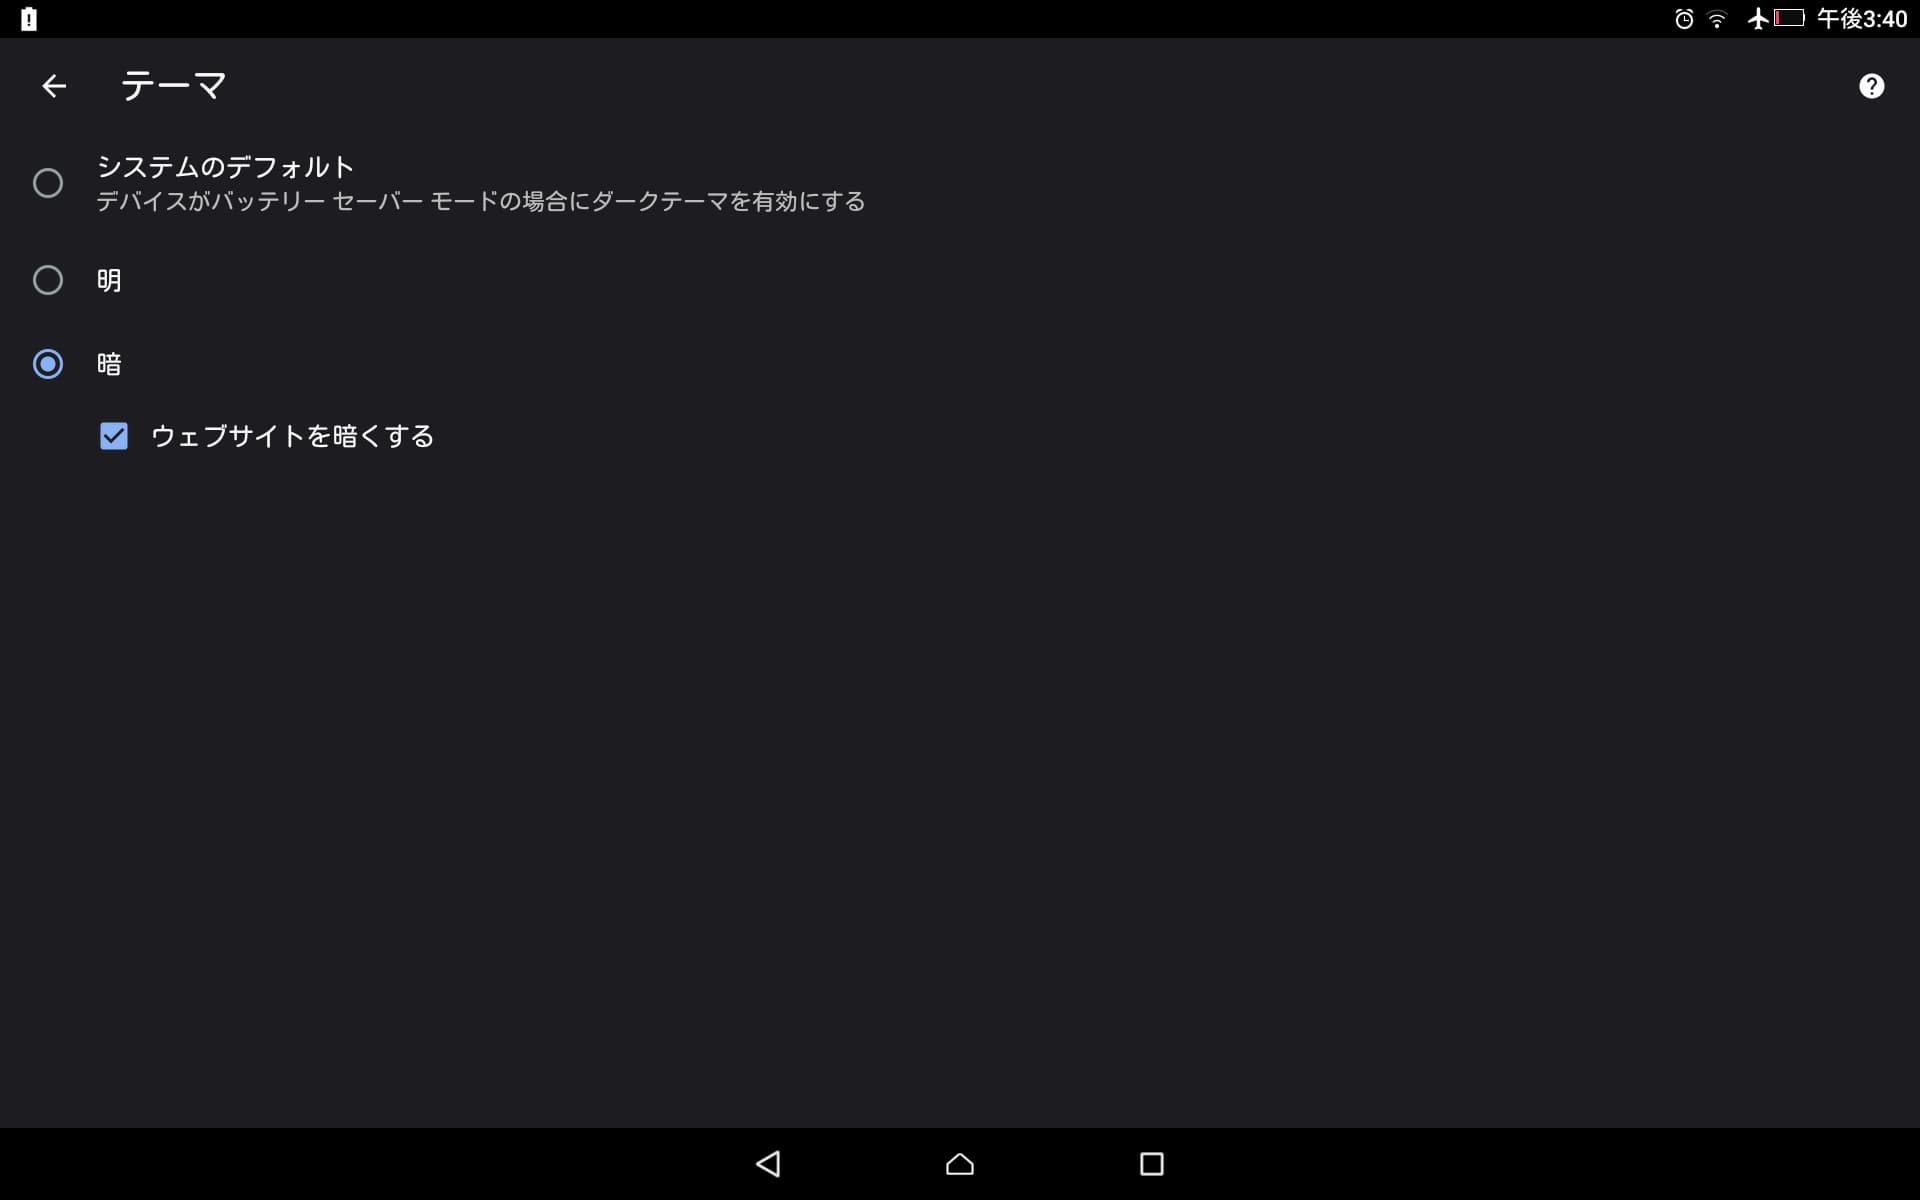 午後3:40
テーマ
システムのデフォルト
デバイスがバッテリー セーバー モードの場合にダークテーマを有効にする
明
暗
ウェブサイトを暗くする